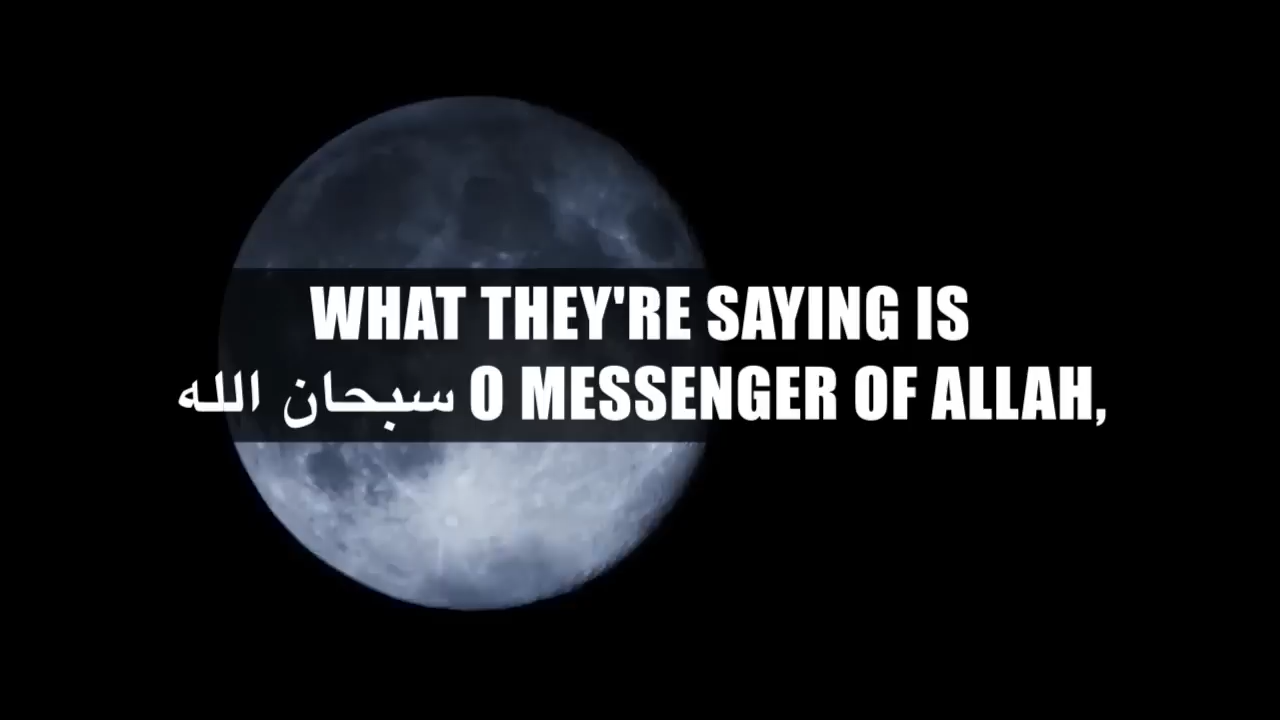 WHAT THEY'RE SAYING IS
سبحان الله O MESSENGER OF ALLAH,